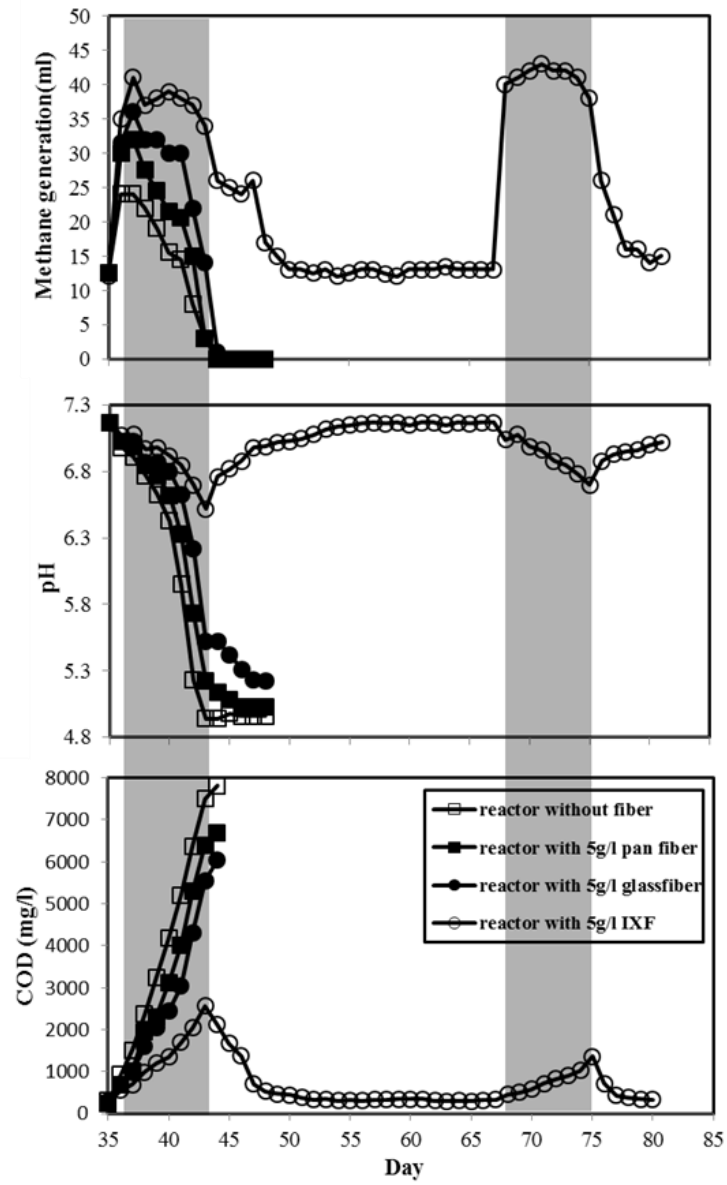 Methane generation(ml)
50
45
40
35
30
25
20
15
10
5
0
pH
7.3
6.8
6.3
5.8
5.3
4.8
COD (mg/l)
8000
7000
6000
5000
4000
3000
2000
1000
0
reactor without fiber
reactor with 5g/l pan fiber
reactor with 5g/l glassfiber
reactor with 5g/l IXF
35 40 45 50 55 60 65 70 75 80 85
Day